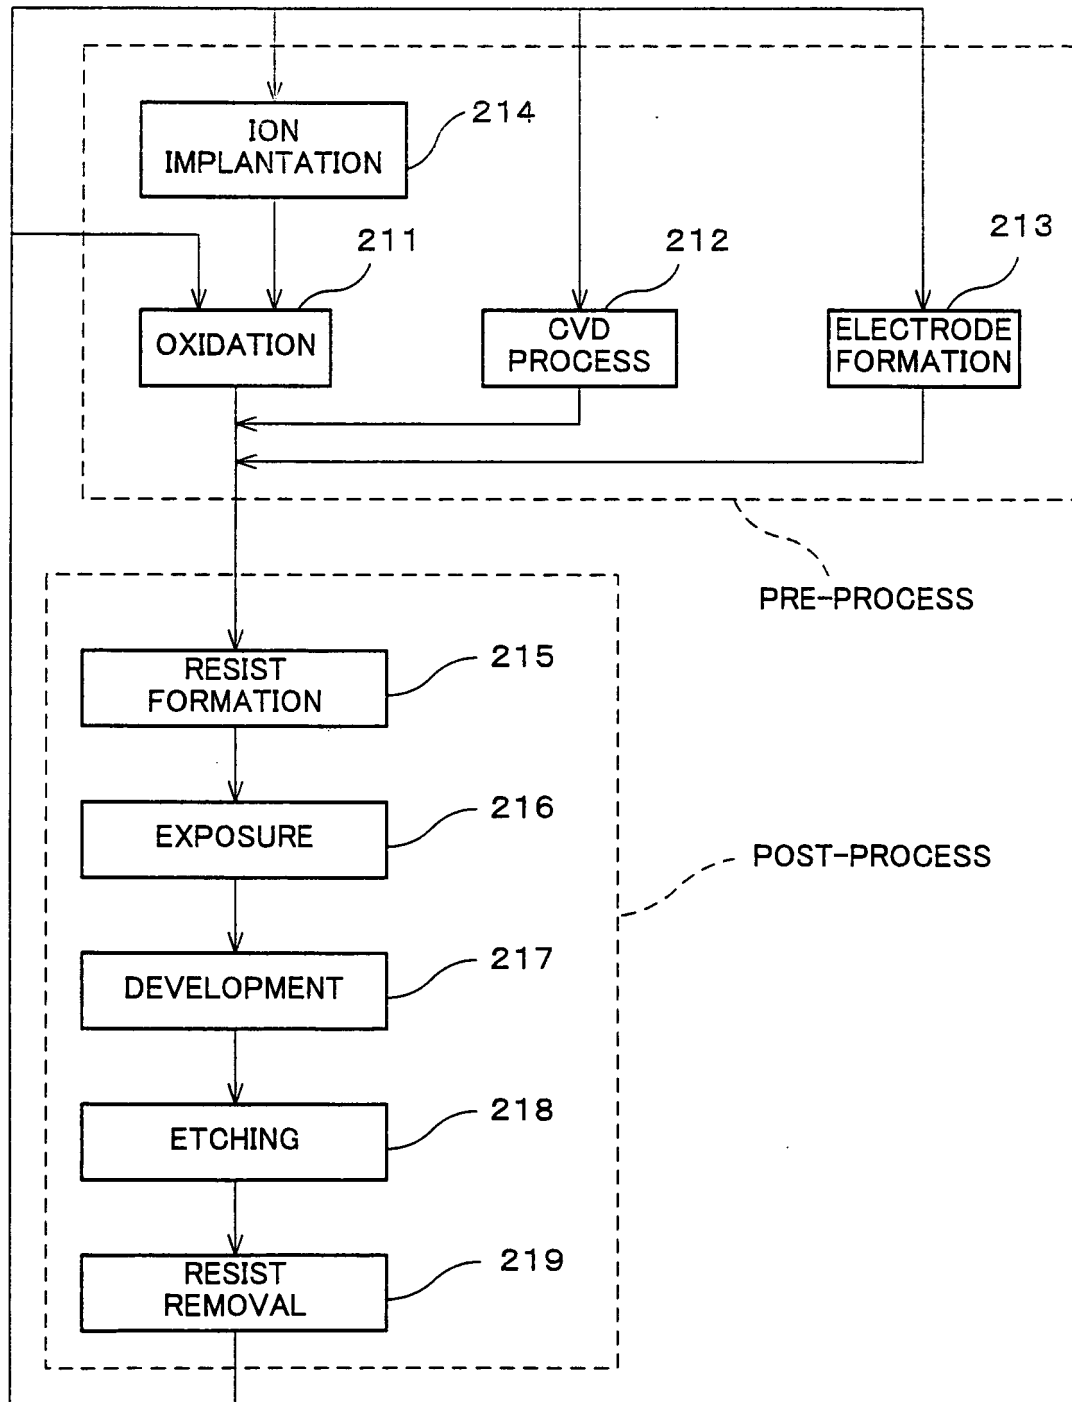 ION
IMPLANTATION
214
211
212
213
OXIDATION
CVD
PROCESS
ELECTRODE
FORMATION
PRE-PROCESS
RESIST
FORMATION
215
EXPOSURE
216
POST-PROCESS
DEVELOPMENT
217
ETCHING
218
RESIST
REMOVAL
219